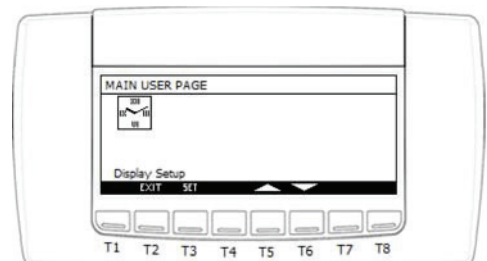 MAIN USER PAGE
Display Setup
EXIT SET
T1 T2 T3 T4 T5 T6 T7 T8